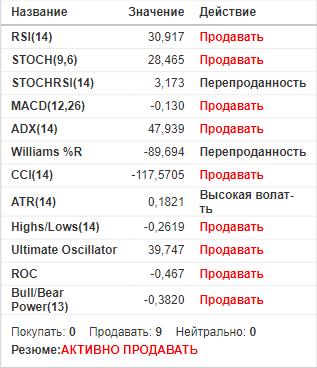 Название Значение Действие
RSI(14) 30,917 Продавать
STOCH(9,6) 28,465 Продавать
STOCHRSI(14) 3,173 Перепроданность
MACD(12,26) -0,130 Продавать
ADX(14) 47,939 Продавать
Williams %R -89,694 Перепроданность
CCI(14) -117,5705 Продавать
ATR(14) 0,1821 Высокая волат-
ть
Highs/Lows(14) -0,2619 Продавать
Ultimate Oscillator 39,747 Продавать
ROC -0,467 Продавать
Bull/Bear
Power(13) -0,3820 Продавать
Покупать: 0 Продавать: 9 Нейтрально: 0
Резюме:АКТИВНО ПРОДАВАТЬ